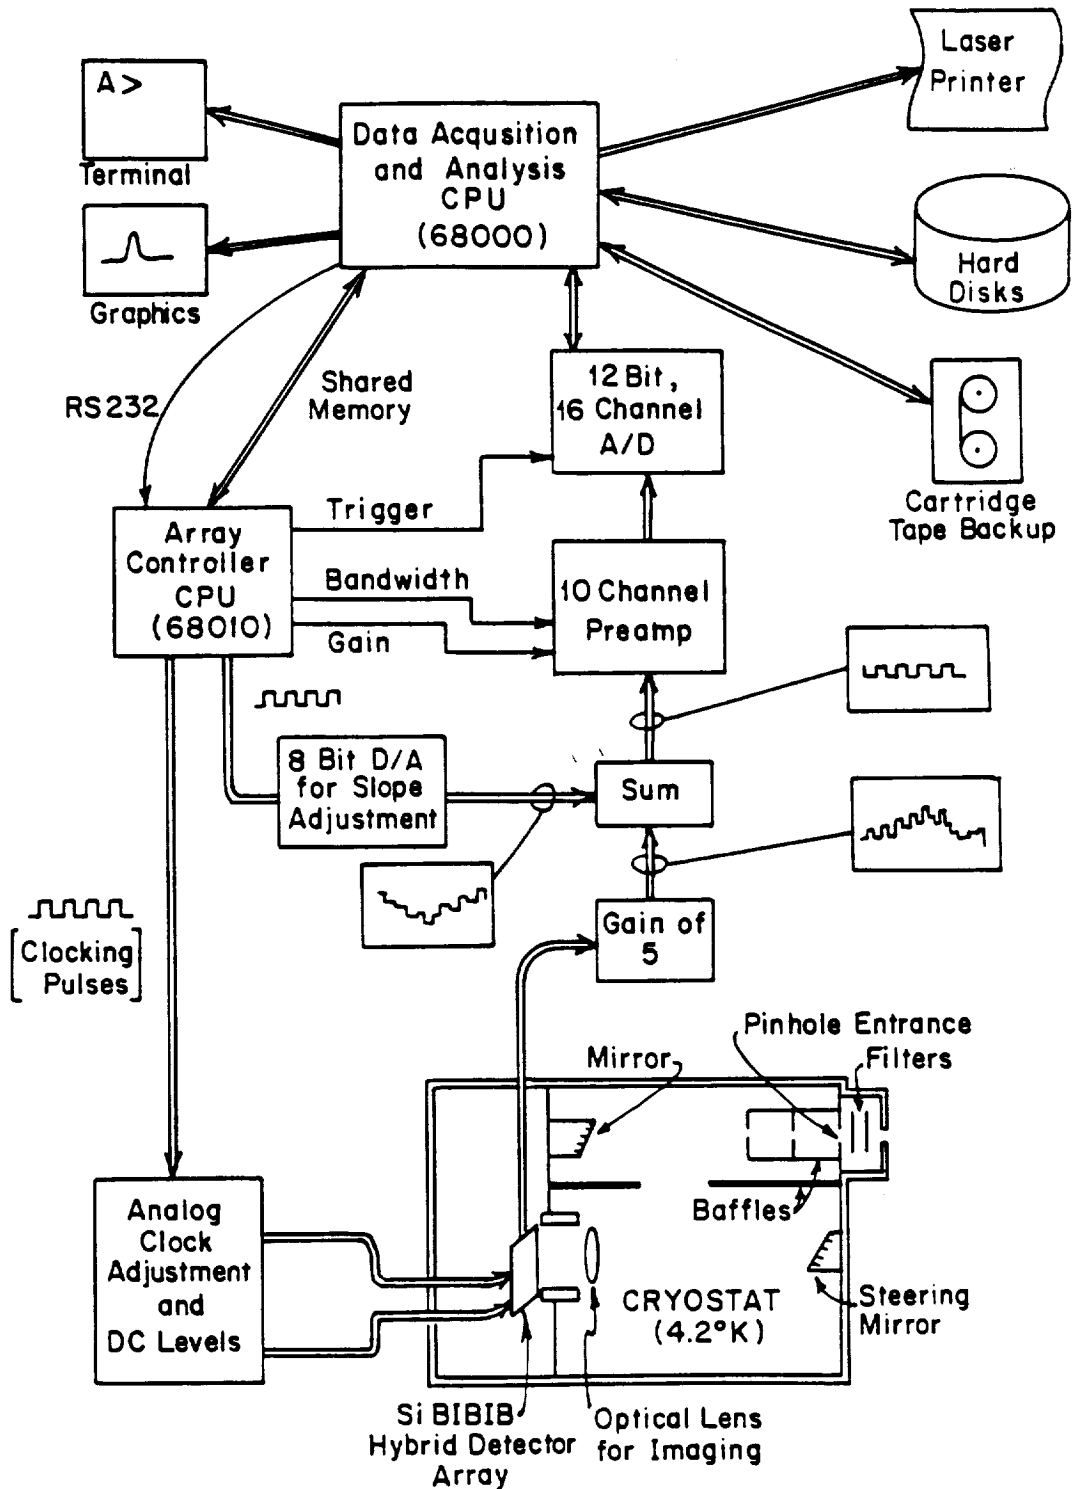 Laser
Printer
A >
Terminal
Data Acqusition
and Analysis
CPU
(68000)
Graphics
Hard
Disks
RS232
Shared
Memory
12 Bit,
16 Channel
A/D
Cartridge
Tape Backup
Trigger
Array
Controller
CPU
(68010)
Bandwidth
Gain
10 Channel
Preamp
8 Bit D/A
for Slope
Adjustment
Sum
Gain of
5
[Clocking
Pulses]
Pinhole Entrance
Filters
Mirror
Baffles
Analog
Clock
Adjustment
and
DC Levels
CRYOSTAT
(4.2°K)
Steering
Mirror
Si BIBIB
Hybrid Detector
Array
Optical Lens
for Imaging